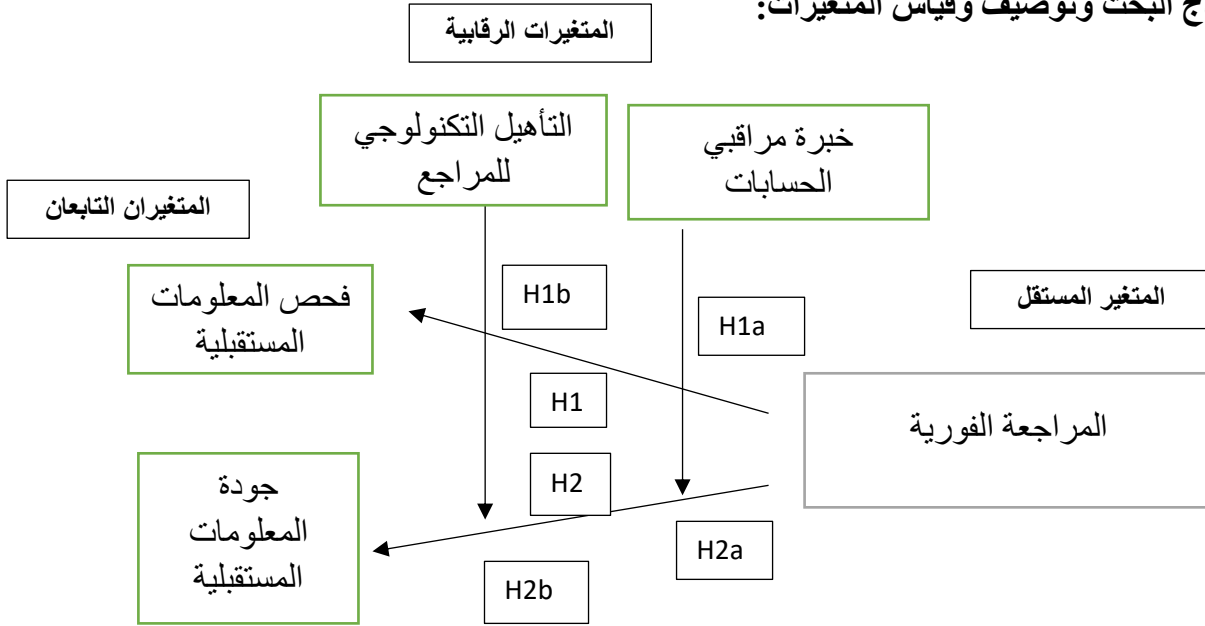 ج البحث وتوصيف وقياس المتغيرات:
المتغيرات الرقابية
خبرة مراقبي
الحسابات
التأهيل التكنولوجي
للمراجع
المتغيران التابعان
المتغير المستقل
فحص المعلومات
المستقبلية
H1b
H1a
المراجعة الفورية
H1
H2
جودة
المعلومات
المستقبلية
H2a
H2b